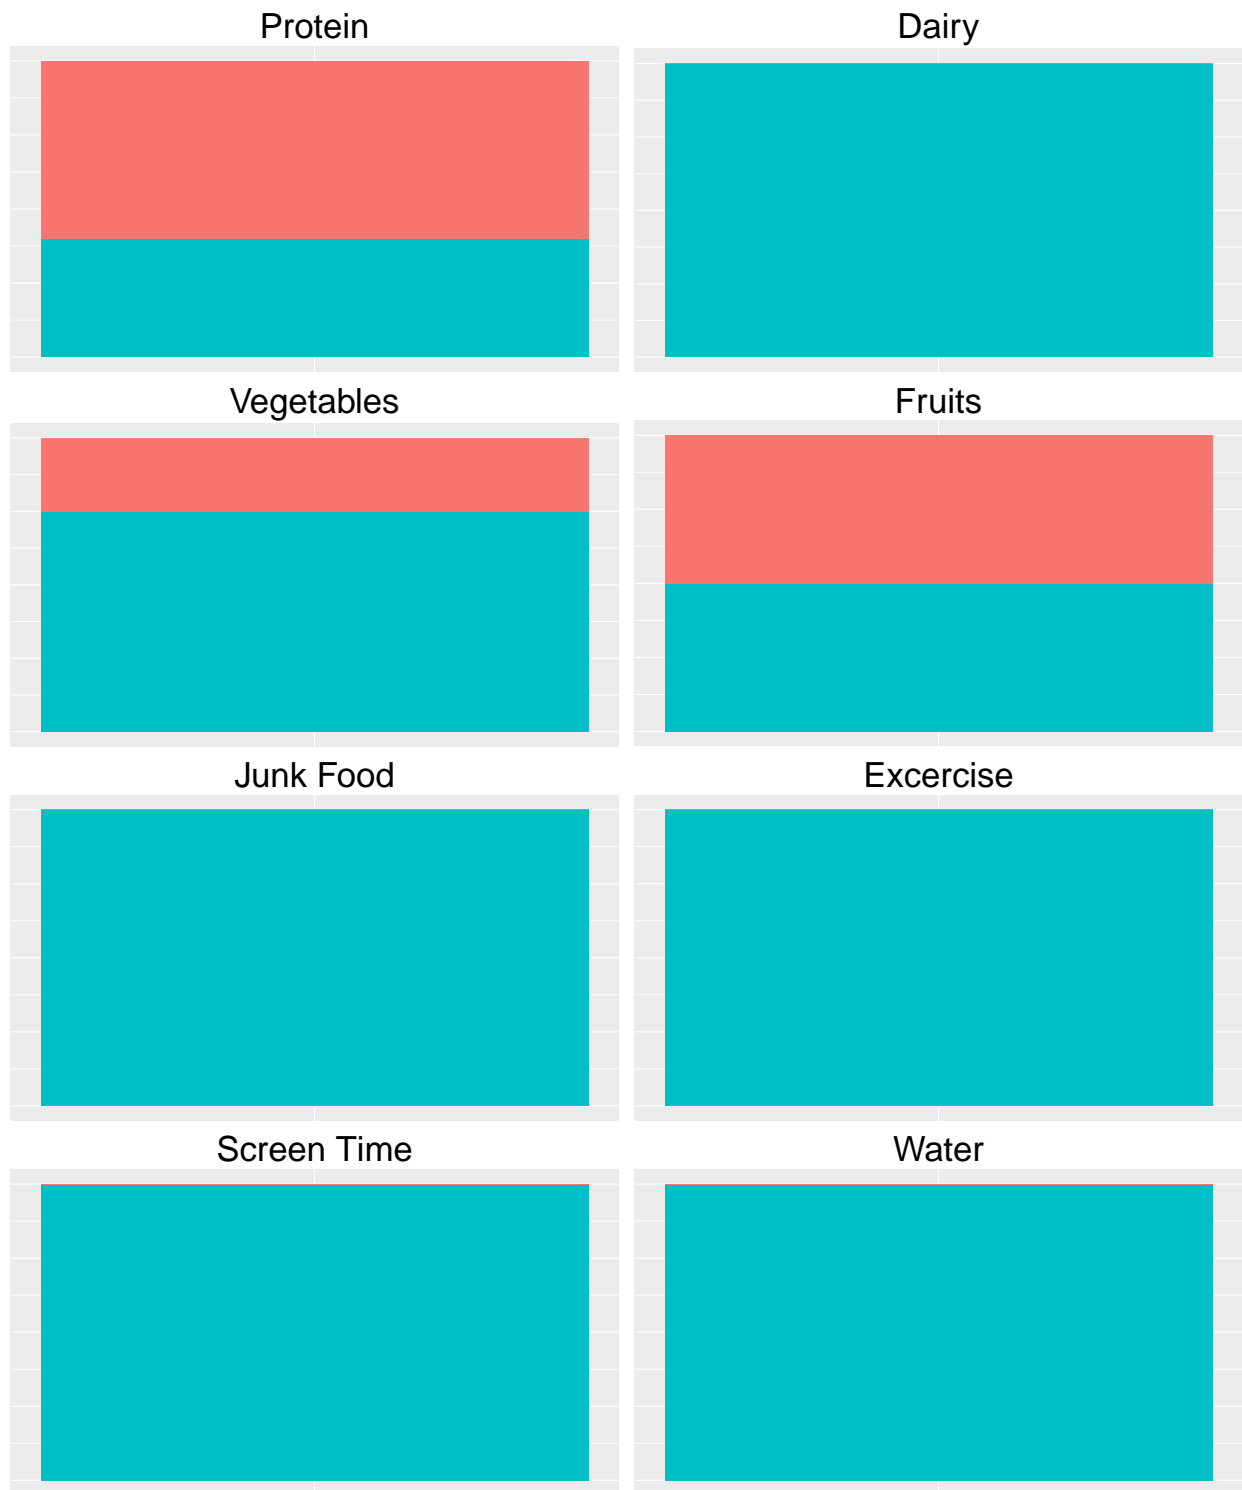 Protein
Dairy
Vegetables
Fruits
Junk Food
Excercise
Screen Time
Water